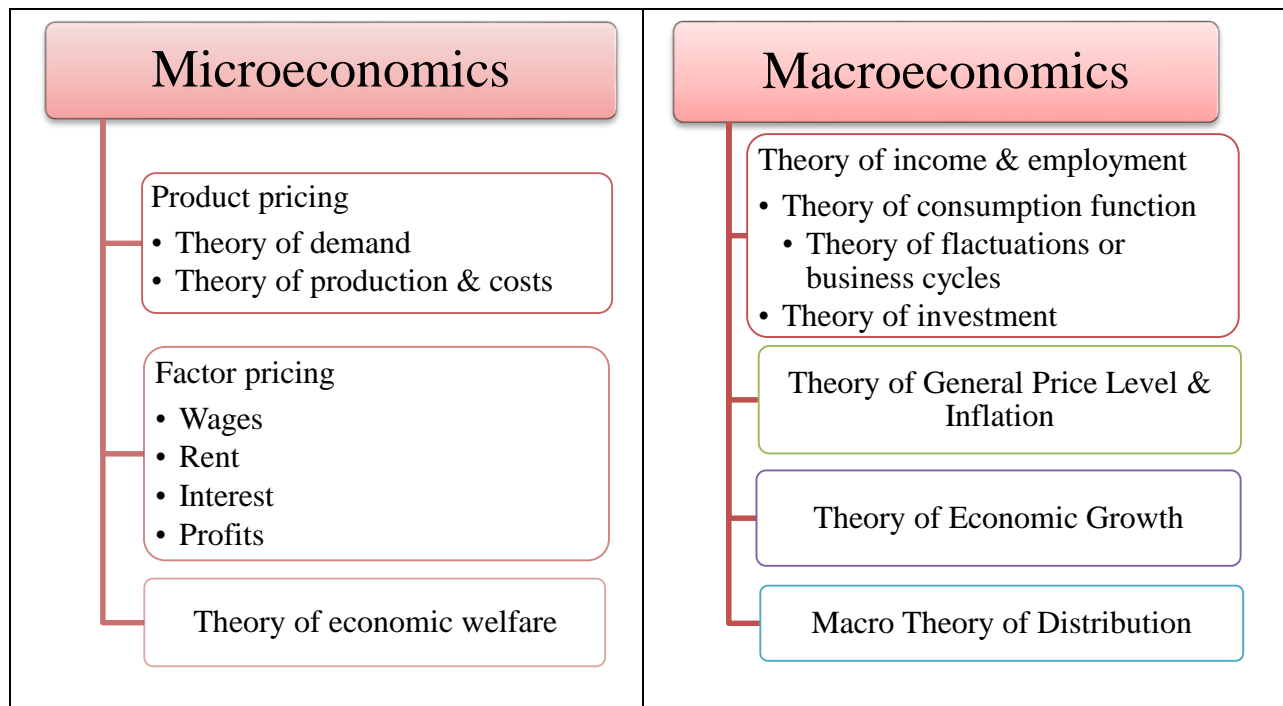 Microeconomics
Product pricing
• Theory of demand
• Theory of production & costs
Factor pricing
• Wages
• Rent
• Interest
• Profits
Theory of economic welfare
Macroeconomics
Theory of income & employment
• Theory of consumption function
• Theory of flactuations or
business cycles
• Theory of investment
Theory of General Price Level &
Inflation
Theory of Economic Growth
Macro Theory of Distribution